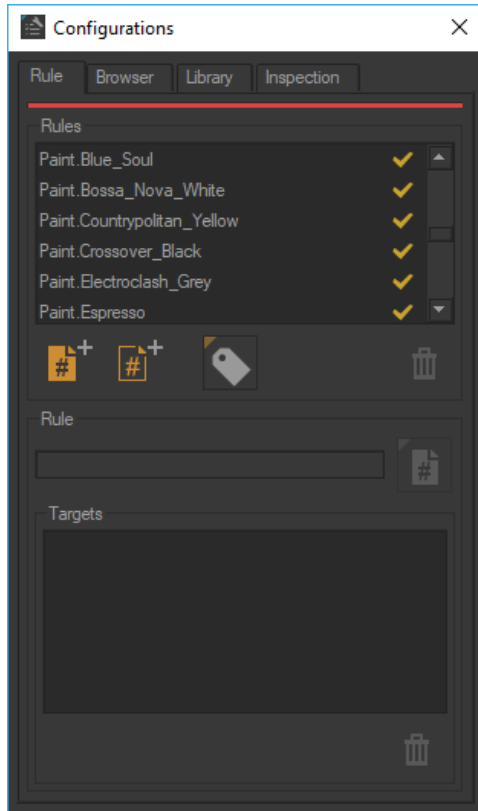 Configurations
Rule Browser Library Inspection
Rules
Paint.Blue_Soul
Paint.Bossa_Nova_White
Paint.Countrypolitan_Yellow
Paint.Crossover_Black
Paint.Electroclash_Grey
Paint.Espresso
# + # +
Rule
#
Targets